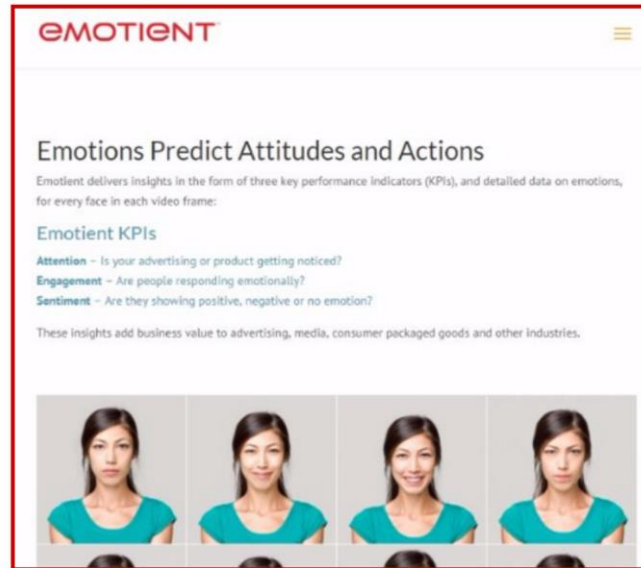 emotient
Emotions Predict Attitudes and Actions
Emotient delivers insights in the form of three key performance indicators (KPIs), and detailed data on emotions,
for every face in each video frame:
Emotient KPIs
Attention – Is your advertising or product getting noticed?
Engagement – Are people responding emotionally?
Sentiment – Are they showing positive, negative or no emotion?
These insights add business value to advertising, media, consumer packaged goods and other industries.